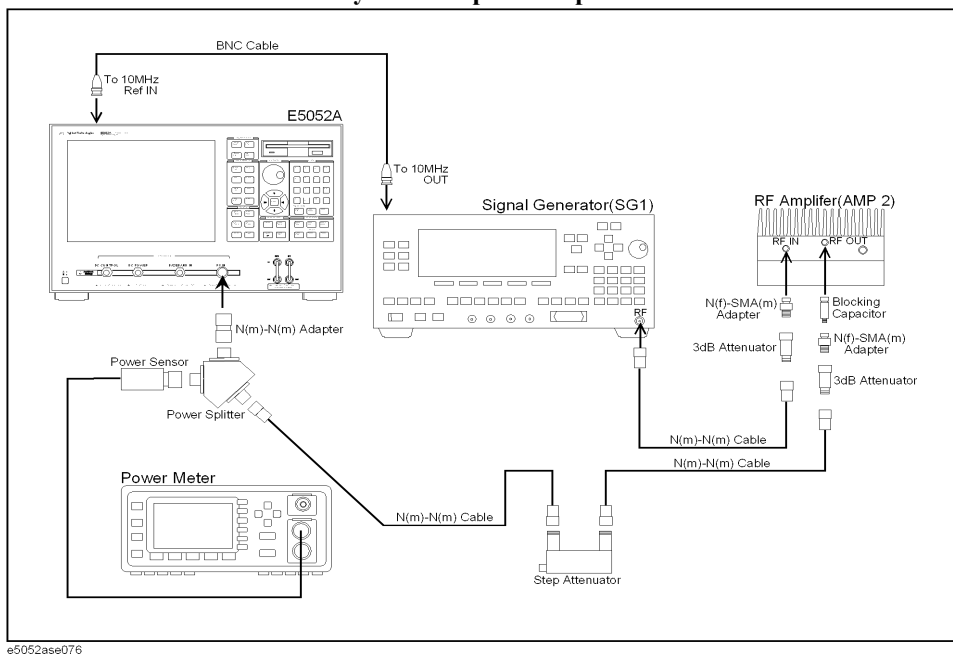 BNC Cable
To 10MHz
Ref IN
E5052A
To 10MHz
OUT
Signal Generator(SG1)
RF Amplifer(AMP 2)
RF IN
RF OUT
N(f)-SMA(m)
Adapter
Blocking
Capacitor
3dB Attenuator
N(f)-SMA(m)
Adapter
3dB Attenuator
RF
N(m)-N(m) Adapter
Power Sensor
Power Splitter
N(m)-N(m) Cable
N(m)-N(m) Cable
Power Meter
N(m)-N(m) Cable
Step Attenuator
e5052ase076